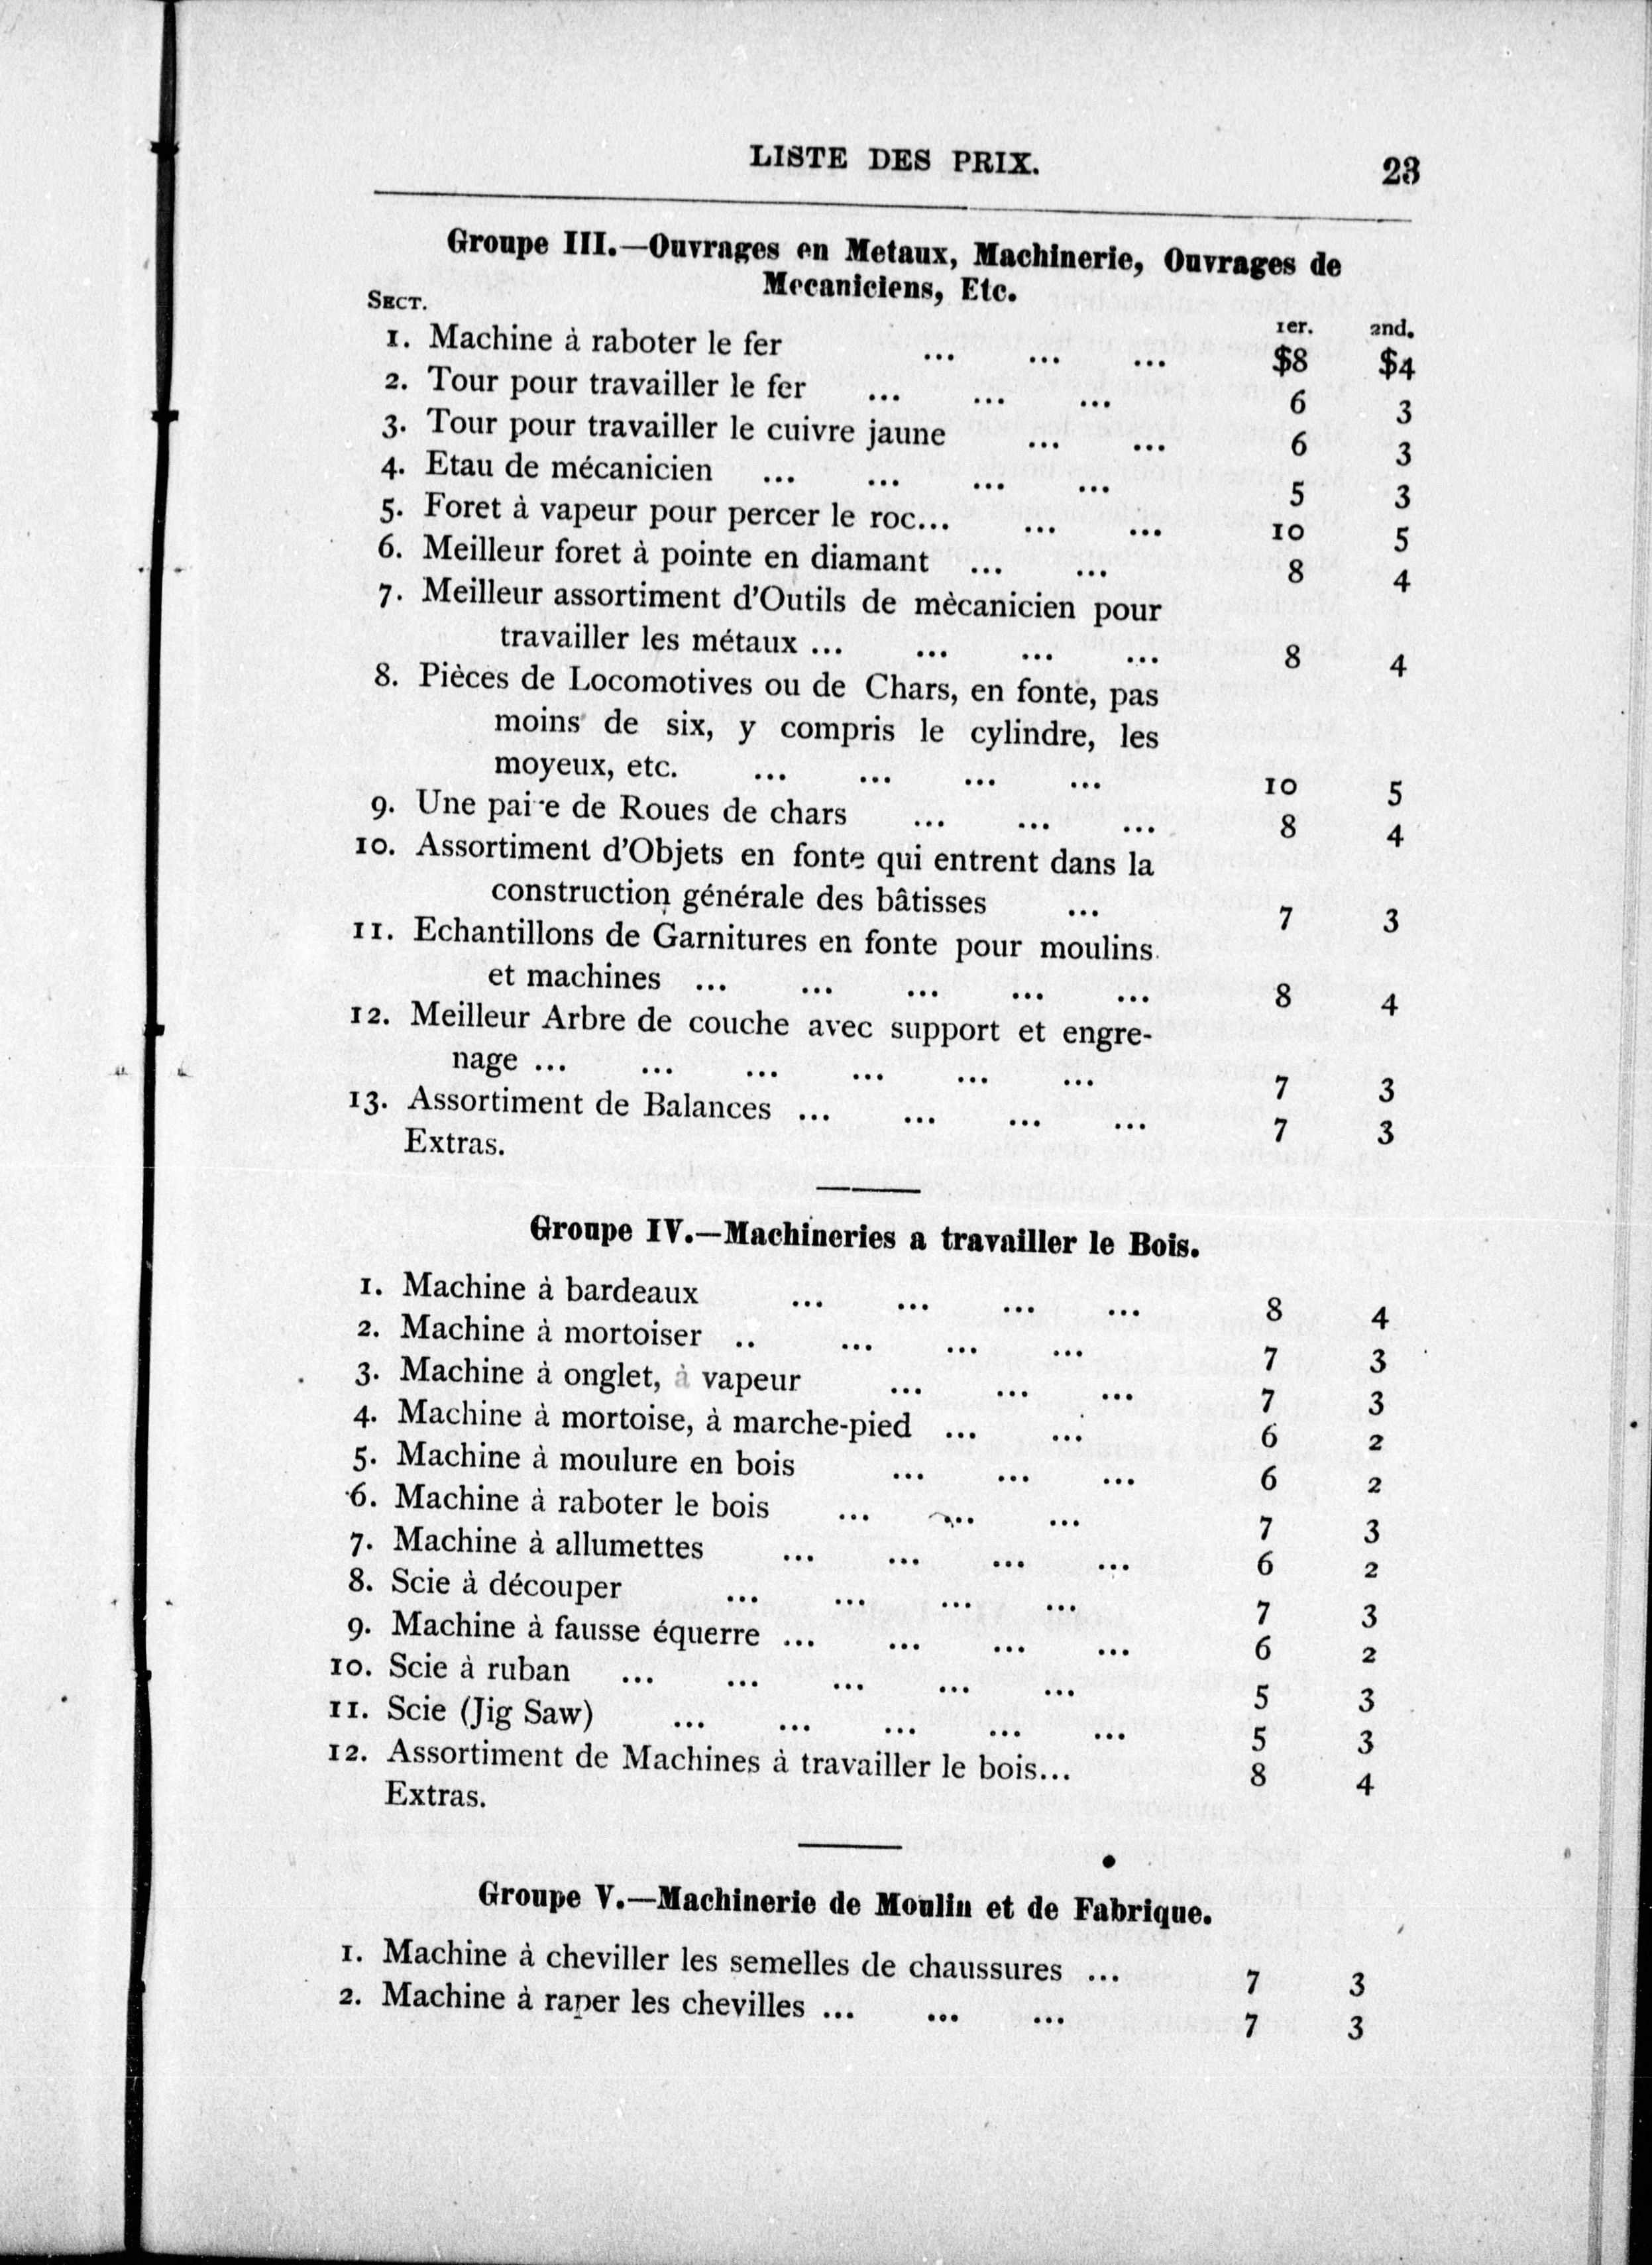 LISTE DES PRIX. 23
Groupe III.—Ouvrages en Metaux, Machinerie, Ouvrages de
Mecaniciens, Etc.
SECT.
1er. 2nd.
1. Machine à raboter le fer ... ... ... $8 $4
2. Tour pour travailler le fer ... ... ... 6 3
3. Tour pour travailler le cuivre jaune ... ... 6 3
4. Etau de mécanicien ... ... ... ... 5 3
5. Foret à vapeur pour percer le roc... ... ... 10 5
6. Meilleur foret à pointe en diamant ... ... 8 4
7. Meilleur assortiment d'Outils de mècanicien pour
travailler les métaux ... ... ... ... 8 4
8. Pièces de Locomotives ou de Chars, en fonte, pas
moins de six, y compris le cylindre, les
moyeux, etc. ... ... ... ... 10 5
9. Une paire de Roues de chars ... ... ... 8 4
10. Assortiment d'Objets en fonte qui entrent dans la
construction générale des bâtisses ... 7 3
11. Echantillons de Garnitures en fonte pour moulins
et machines ... ... ... ... ... 8 4
12. Meilleur Arbre de couche avec support et engre-
nage ... ... ... ... ... ... 7 3
13. Assortiment de Balances ... ... ... ... 7 3
Extras.
Groupe IV.—Machineries a travailler le Bois.
1. Machine à bardeaux ... ... ... ... 8 4
2. Machine à mortoiser .. ... ... ... 7 3
3. Machine à onglet, à vapeur ... ... ... 7 3
4. Machine à mortoise, à marche-pied ... ... 6 2
5. Machine à moulure en bois ... ... ... 6 2
6. Machine à raboter le bois ... ... ... 7 3
7. Machine à allumettes ... ... ... ... 6 2
8. Scie à découper ... ... ... ... 7 3
9. Machine à fausse équerre ... ... ... ... 6 2
10. Scie à ruban ... ... ... ... ... 5 3
11. Scie (Jig Saw) ... ... ... ... ... 5 3
12. Assortiment de Machines à travailler le bois... 8 4
Extras.
Groupe V.—Machinerie de Moulin et de Fabrique.
1. Machine à cheviller les semelles de chaussures ... 7 3
2. Machine à raper les chevilles ... ... ... 7 3